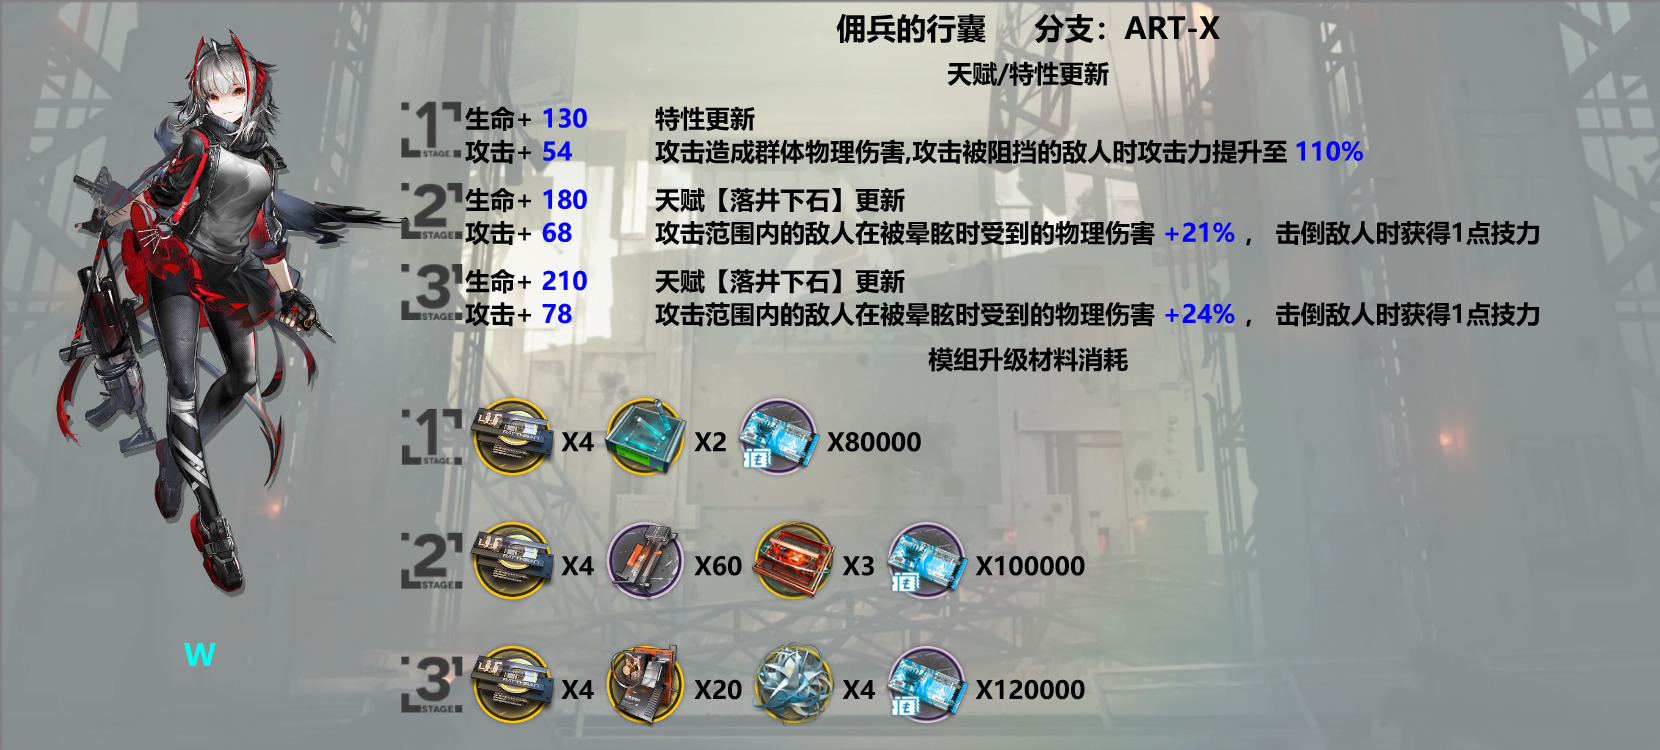 佣兵的行囊 分支：ART-X
天赋/特性更新
1 STAGE.
生命+ 130 特性更新
攻击+ 54 攻击造成群体物理伤害,攻击被阻挡的敌人时攻击力提升至 110%
2 STAGE.
生命+ 180 天赋【落井下石】更新
攻击+ 68 攻击范围内的敌人在被晕眩时受到的物理伤害 +21% ， 击倒敌人时获得1点技力
3 STAGE.
生命+ 210 天赋【落井下石】更新
攻击+ 78 攻击范围内的敌人在被晕眩时受到的物理伤害 +24% ， 击倒敌人时获得1点技力
模组升级材料消耗
1 STAGE. X4 X2 X80000
2 STAGE. X4 X60 X3 X100000
W
3 STAGE. X4 X20 X4 X120000